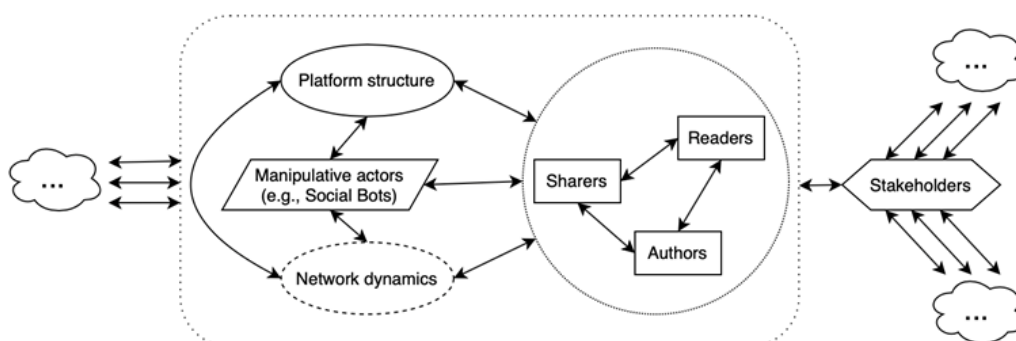 Platform structure
Manipulative actors
(e.g., Social Bots)
Network dynamics
Sharers
Readers
Authors
Stakeholders
...
...
...